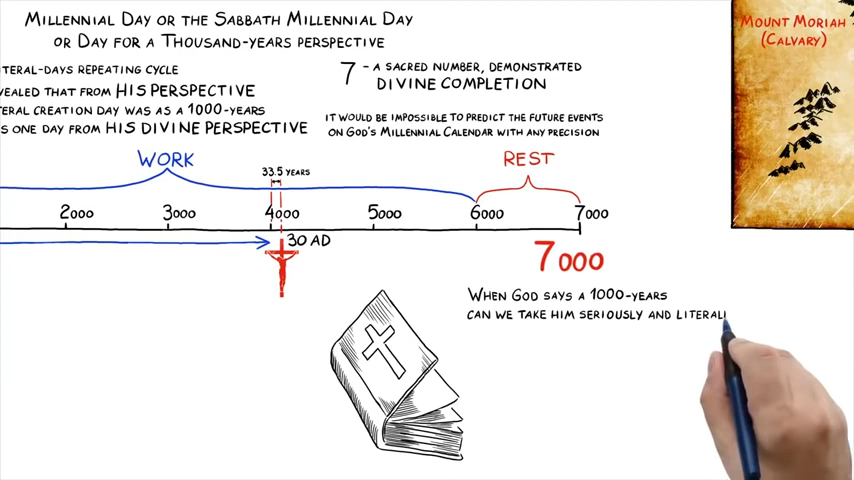 Millennial Day or the Sabbath Millennial Day
or Day for a Thousand-years perspective
Mount Moriah
(Calvary)
-days repeating cycle
that from His perspective
creation day was as a 1000-years
one day from His divine perspective
7 - a sacred number, demonstrated
divine completion
it would be impossible to predict the future events
on God's Millennial Calendar with any precision
Work
33.5 years
Rest
2000 3000 4000 5000 6000 7000
30 AD
7000
When God says a 1000-years
can we take Him seriously and